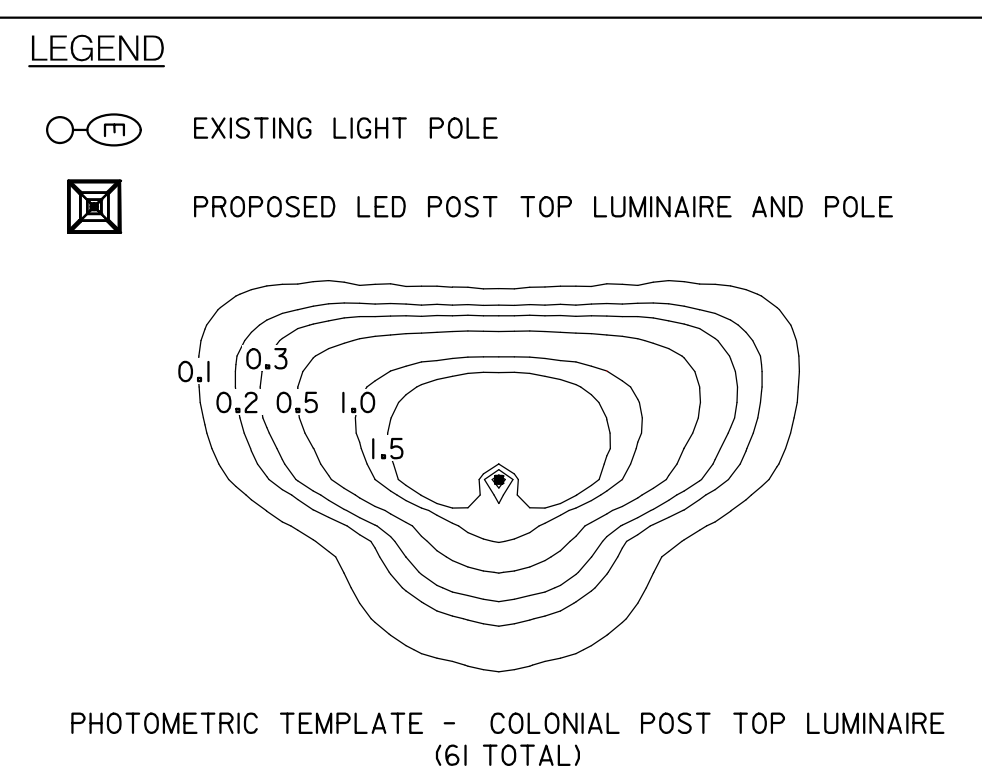 LEGEND
E EXISTING LIGHT POLE
PROPOSED LED POST TOP LUMINAIRE AND POLE
0.1
0.3
0.2 0.5 1.0
1.5
PHOTOMETRIC TEMPLATE - COLONIAL POST TOP LUMINAIRE
(61 TOTAL)